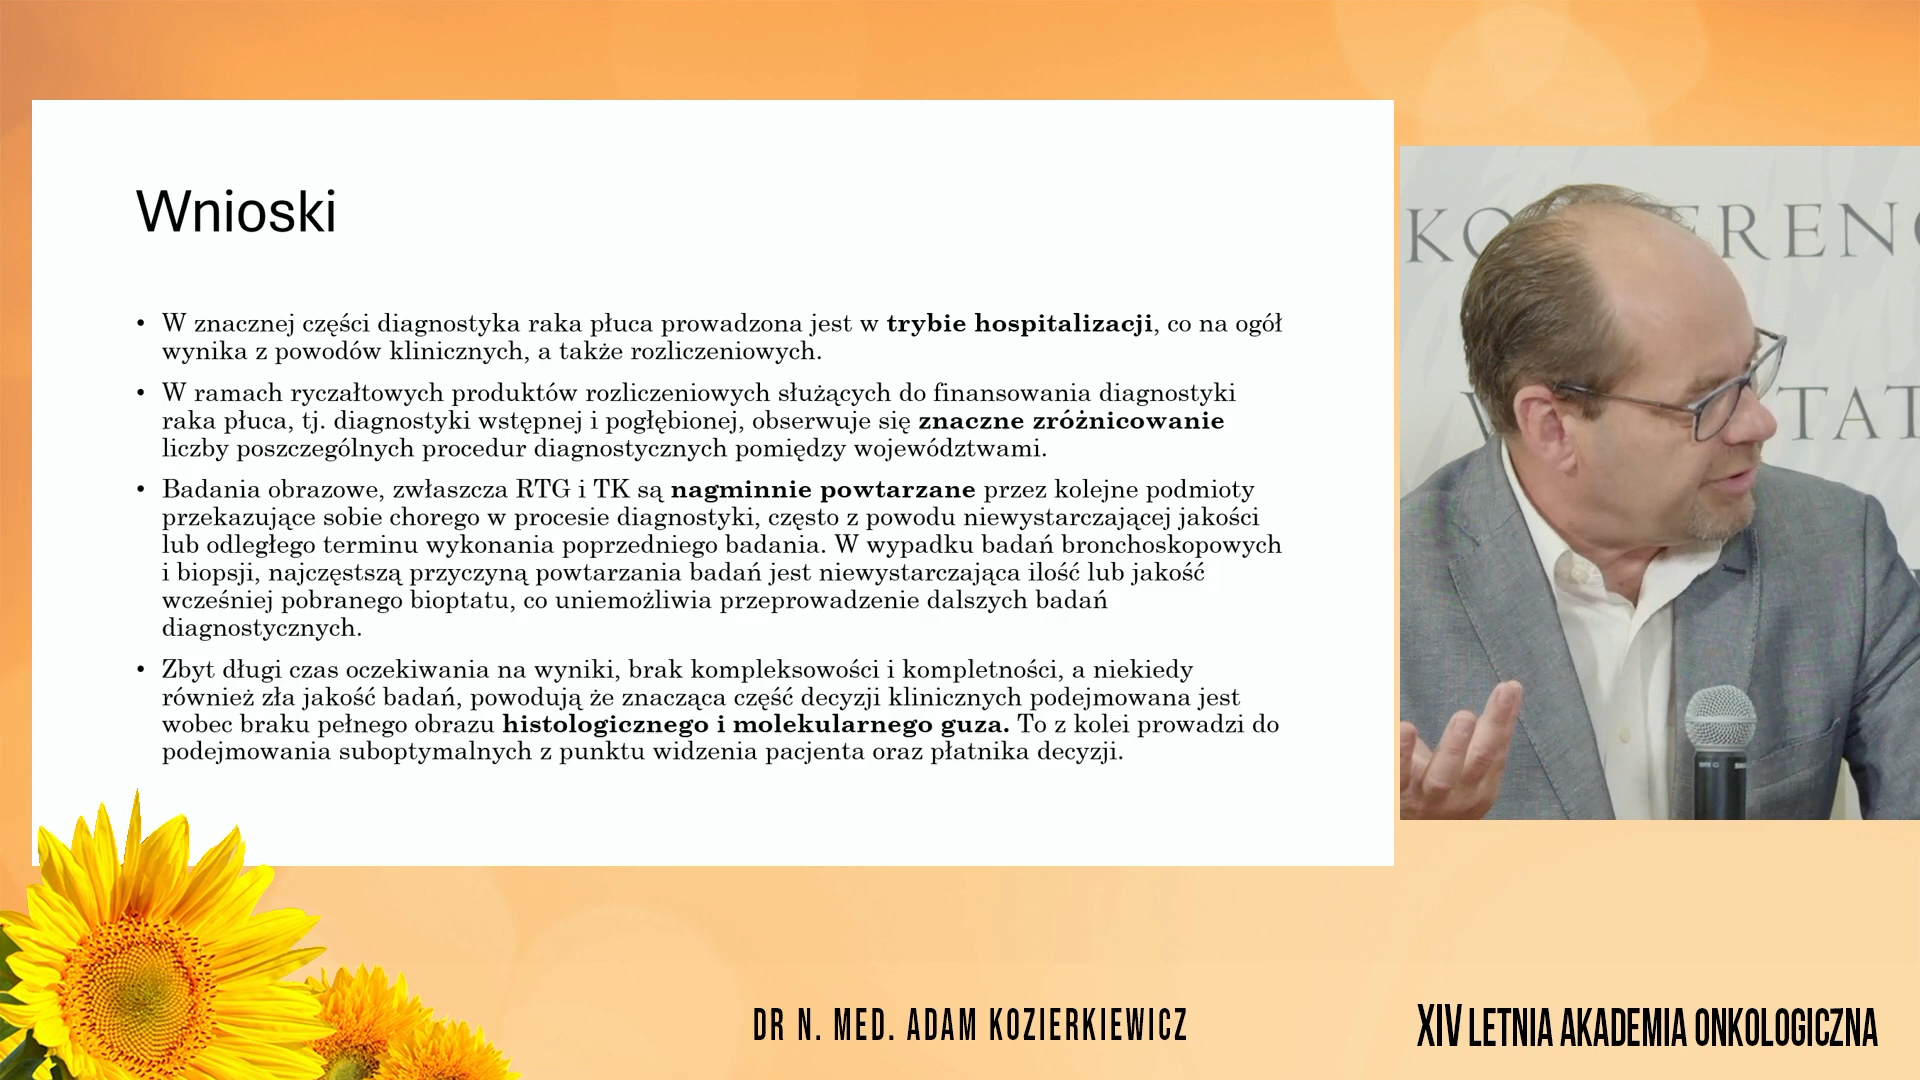 Wnioski
• W znacznej części diagnostyka raka płuca prowadzona jest w trybie hospitalizacji, co na ogół
wynika z powodów klinicznych, a także rozliczeniowych.
• W ramach ryczałtowych produktów rozliczeniowych służących do finansowania diagnostyki
raka płuca, tj. diagnostyki wstępnej i pogłębionej, obserwuje się znaczne zróżnicowanie
liczby poszczególnych procedur diagnostycznych pomiędzy województwami.
• Badania obrazowe, zwłaszcza RTG i TK są nagminnie powtarzane przez kolejne podmioty
przekazujące sobie chorego w procesie diagnostyki, często z powodu niewystarczającej jakości
lub odległego terminu wykonania poprzedniego badania. W wypadku badań bronchoskopowych
i biopsji, najczęstszą przyczyną powtarzania badań jest niewystarczająca ilość lub jakość
wcześniej pobranego bioptatu, co uniemożliwia przeprowadzenie dalszych badań
diagnostycznych.
• Zbyt długi czas oczekiwania na wyniki, brak kompleksowości i kompletności, a niekiedy
również zła jakość badań, powodują że znacząca część decyzji klinicznych podejmowana jest
wobec braku pełnego obrazu histologicznego i molekularnego guza. To z kolei prowadzi do
podejmowania suboptymalnych z punktu widzenia pacjenta oraz płatnika decyzji.
DR N. MED. ADAM KOZIERKIEWICZ
XIV LETNIA AKADEMIA ONKOLOGICZNA